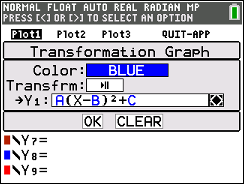 NORMAL FLOAT AUTO REAL RADIAN MP
PRESS [<] OR [>] TO SELECT AN OPTION
Plot1 Plot2 Plot3 QUIT-APP
Transformation Graph
Color: BLUE
Transfrm: ▶II
→Y1: A(X-B)²+C
OK CLEAR
\Y7=
\Y8=
\Y9=